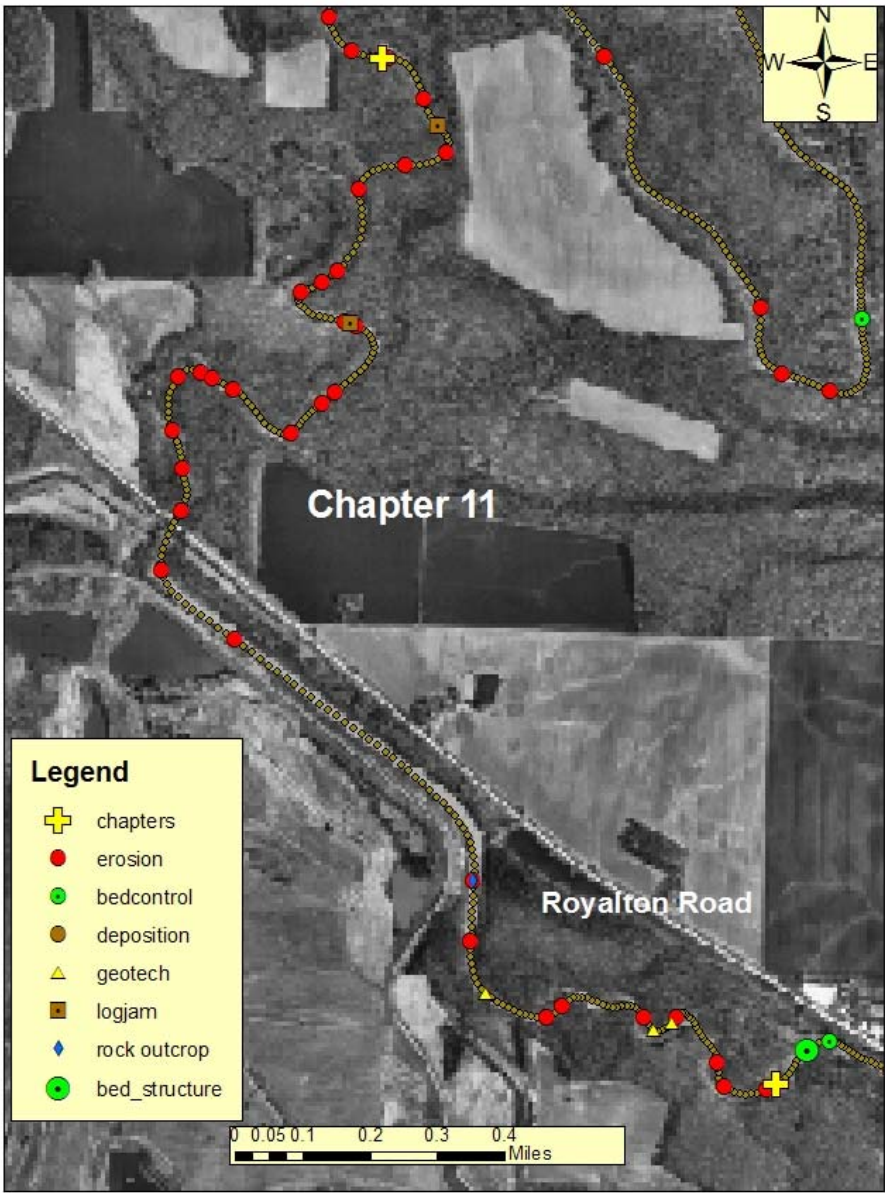 N
W E
S
Chapter 11
Legend
chapters
erosion
bedcontrol
deposition
geotech
logjam
rock outcrop
bed_structure
Royalton Road
0 0.05 0.1 0.2 0.3 0.4
Miles